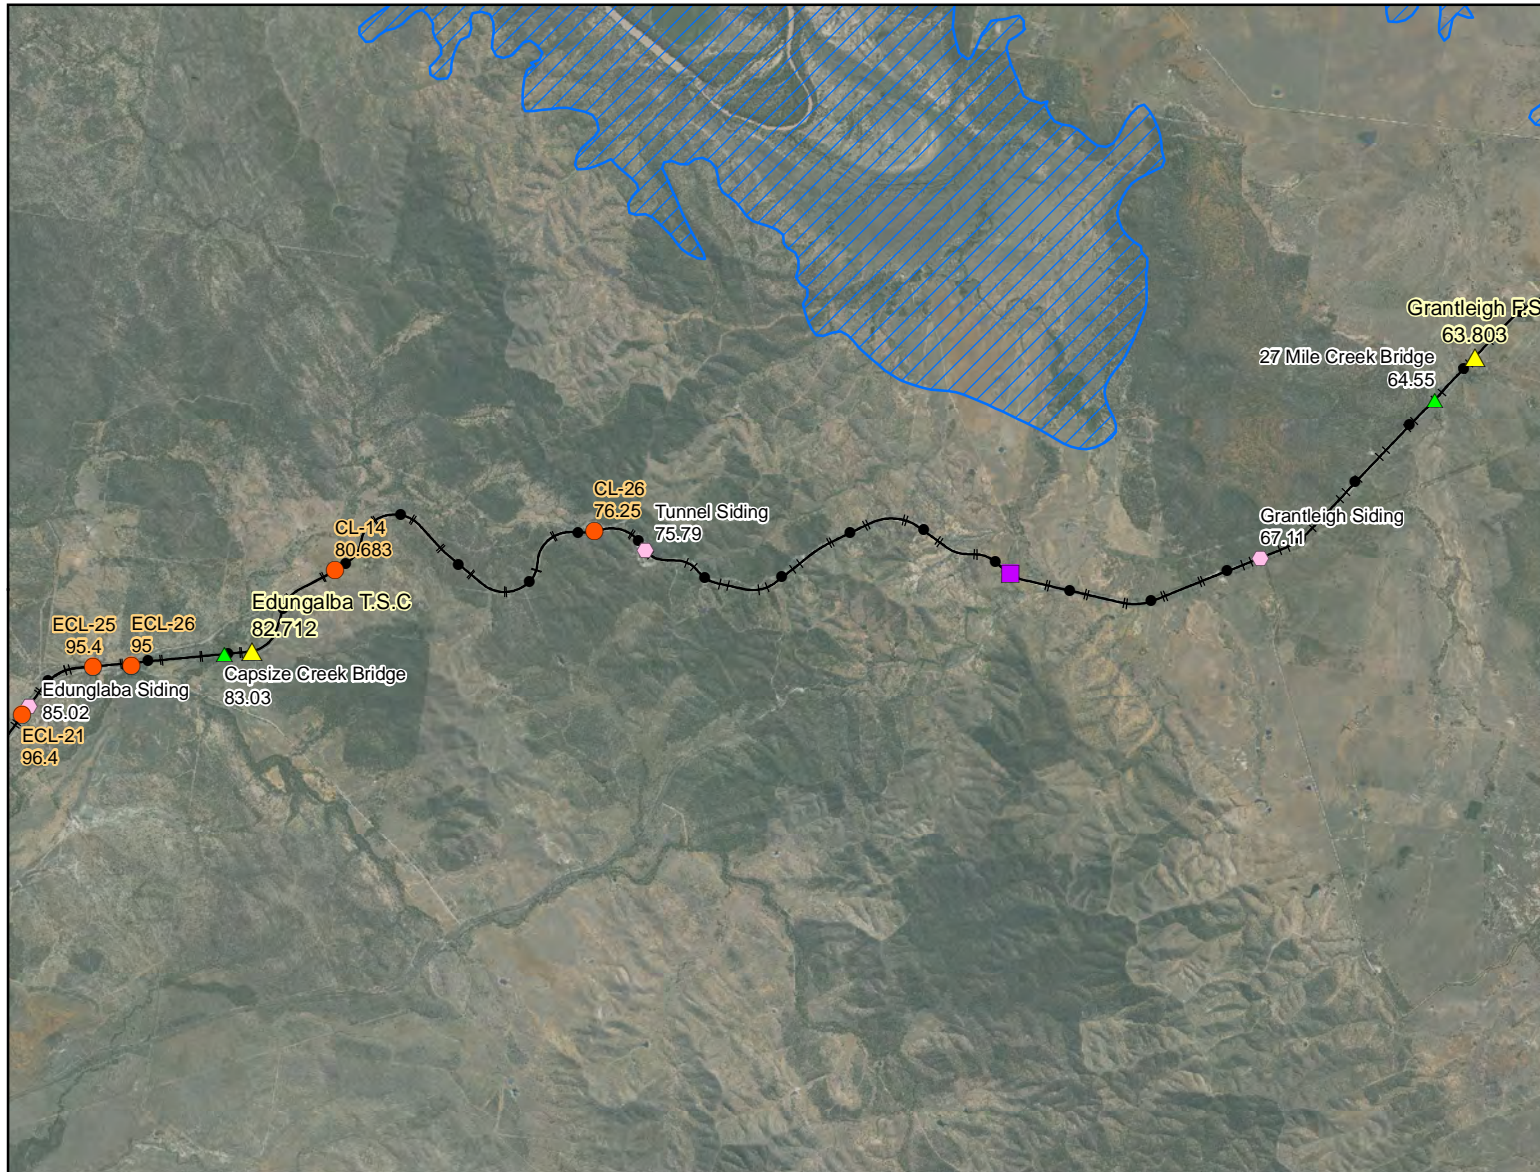 Grantleigh F.S
63.803
27 Mile Creek Bridge
64.55
CL-26
76.25
Tunnel Siding
75.79
Grantleigh Siding
67.11
CL-14
80.683
Edungalba T.S.C
82.712
ECL-25
95.4
ECL-26
95
Capsize Creek Bridge
83.03
Edunglaba Siding
85.02
ECL-21
96.4